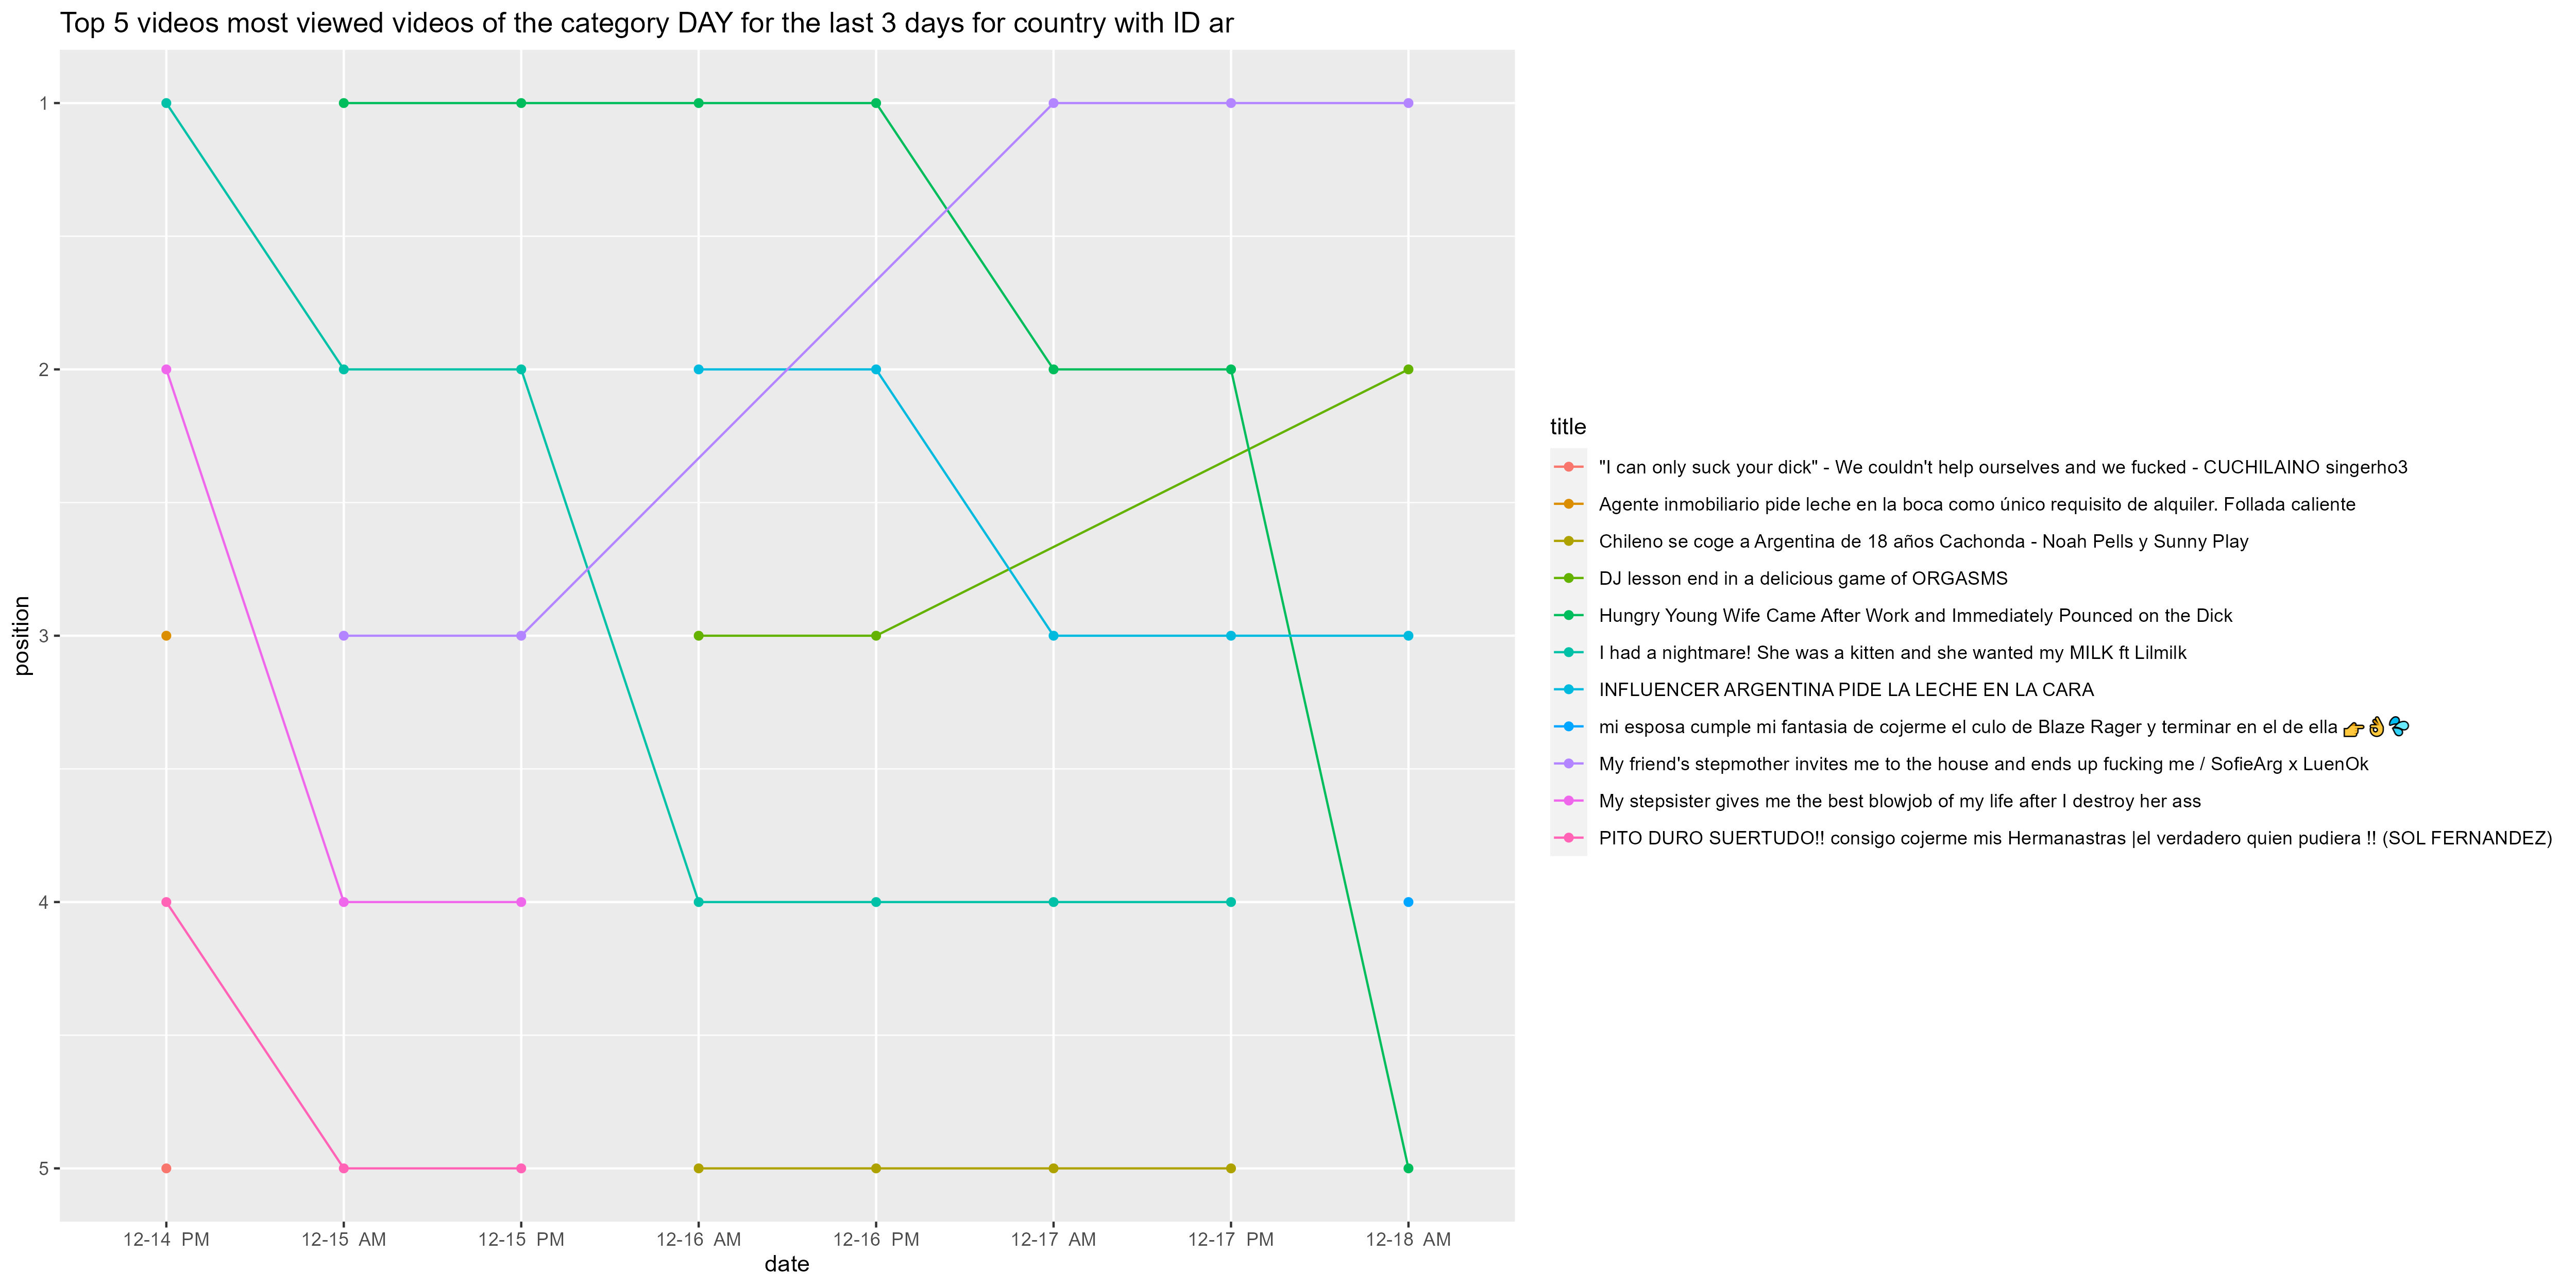 Top 5 videos most viewed videos of the category DAY for the last 3 days for country with ID ar
position
1
2
3
4
5
12-14 PM
12-15 AM
12-15 PM
12-16 AM
12-16 PM
12-17 AM
12-17 PM
12-18 AM
date
title
"I can only suck your dick" - We couldn't help ourselves and we fucked - CUCHILAINO singerho3
Agente inmobiliario pide leche en la boca como único requisito de alquiler. Follada caliente
Chileno se coge a Argentina de 18 años Cachonda - Noah Pells y Sunny Play
DJ lesson end in a delicious game of ORGASMS
Hungry Young Wife Came After Work and Immediately Pounced on the Dick
I had a nightmare! She was a kitten and she wanted my MILK ft Lilmilk
INFLUENCER ARGENTINA PIDE LA LECHE EN LA CARA
mi esposa cumple mi fantasia de cojerme el culo de Blaze Rager y terminar en el de ella 👉👌💦
My friend's stepmother invites me to the house and ends up fucking me / SofieArg x LuenOk
My stepsister gives me the best blowjob of my life after I destroy her ass
PITO DURO SUERTUDO!! consigo cojerme mis Hermanastras |el verdadero quien pudiera !! (SOL FERNANDEZ)